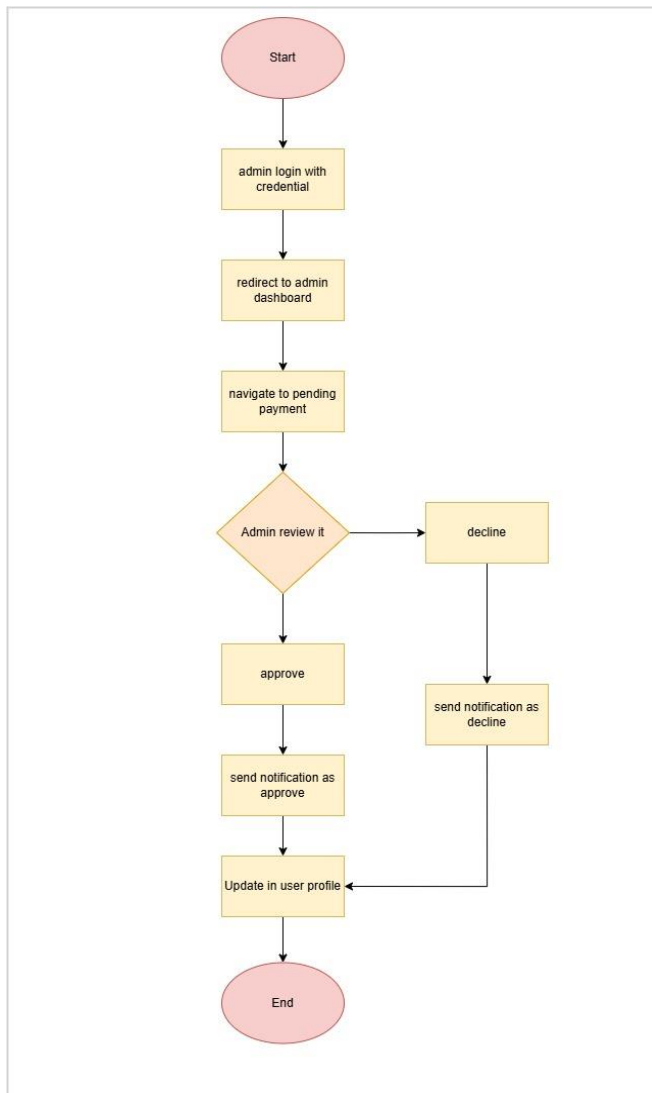 Start
admin login with
credential
redirect to admin
dashboard
navigate to pending
payment
Admin review it
decline
approve
send notification as
decline
send notification as
approve
Update in user profile
End